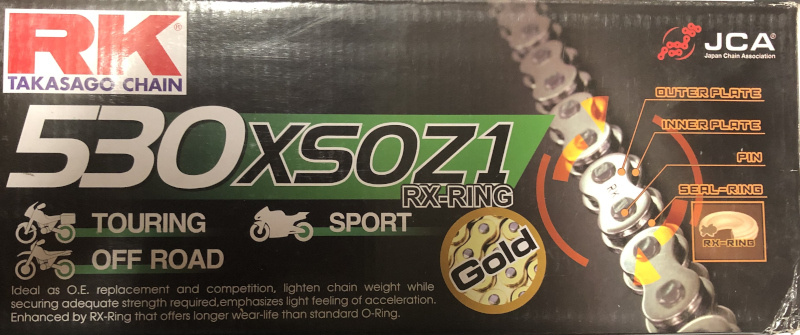 RK
TAKASAGO CHAIN
JCA
Japan Chain Association
530XSOZ1
RX-RING
OUTER PLATE
INNER PLATE
PIN
SEAL-RING
RX-RING
TOURING
SPORT
OFF ROAD
Gold
Ideal as O.E. replacement and competition, lighten chain weight while
securing adequate strength required,emphasizes light feeling of acceleration.
Enhanced by RX-Ring that offers longer wear-life than standard O-Ring.